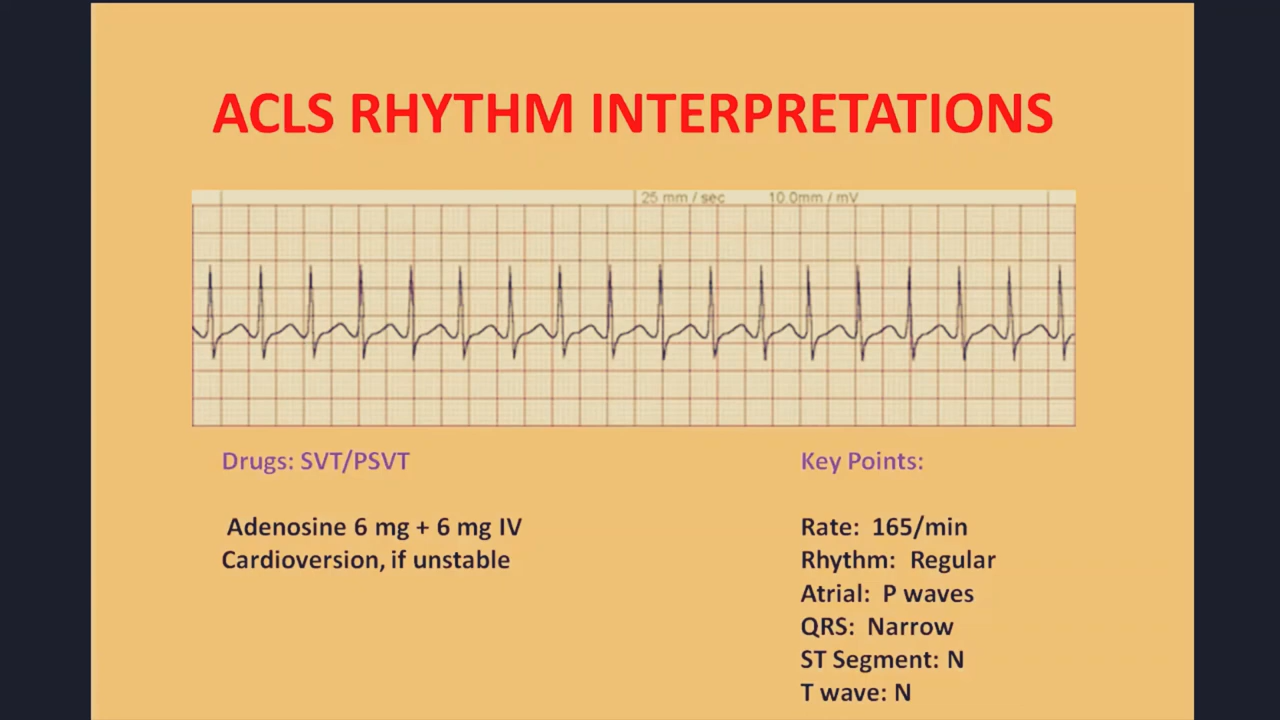 ACLS RHYTHM INTERPRETATIONS
25 mm / sec 10.0mm / mV
Drugs: SVT/PSVT
Adenosine 6 mg + 6 mg IV
Cardioversion, if unstable
Key Points:
Rate: 165/min
Rhythm: Regular
Atrial: P waves
QRS: Narrow
ST Segment: N
T wave: N